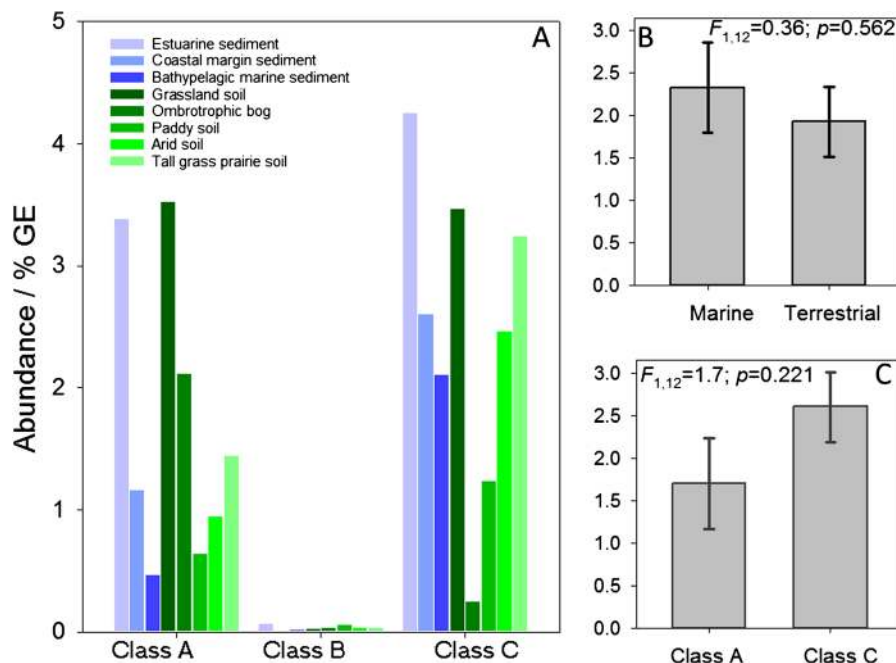 A
5
4
3
2
1
0
Abundance / % GE
Estuarine sediment
Coastal margin sediment
Bathypelagic marine sediment
Grassland soil
Ombrotrophic bog
Paddy soil
Arid soil
Tall grass prairie soil
Class A Class B Class C
B
F1,12=0.36; p=0.562
3.0
2.5
2.0
1.5
1.0
0.5
0.0
Marine Terrestrial
C
F1,12=1.7; p=0.221
3.0
2.5
2.0
1.5
1.0
0.5
0.0
Class A Class C